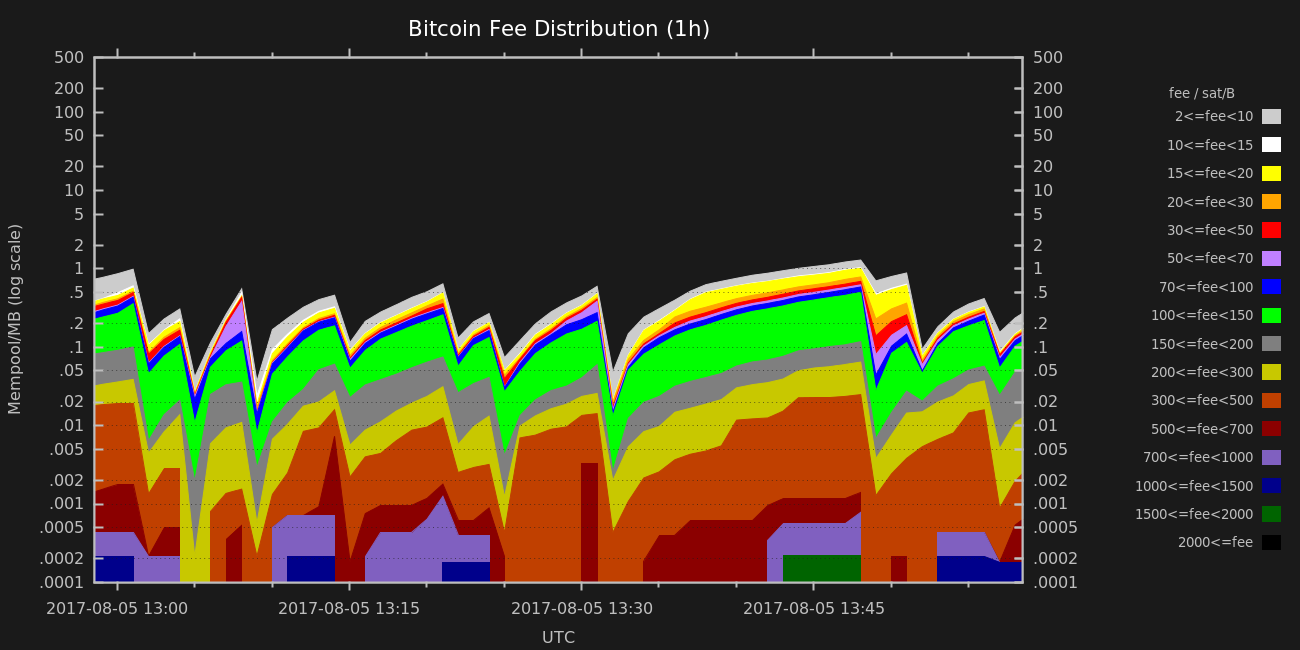 Bitcoin Fee Distribution (1h)
Mempool/MB (log scale)
500
200
100
50
20
10
5
2
1
.5
.2
.1
.05
.02
.01
.005
.002
.001
.0005
.0002
.0001
500
200
100
50
20
10
5
2
1
.5
.2
.1
.05
.02
.01
.005
.002
.001
.0005
.0002
.0001
2017-08-05 13:00
2017-08-05 13:15
2017-08-05 13:30
2017-08-05 13:45
UTC
fee / sat/B
2<=fee<10
10<=fee<15
15<=fee<20
20<=fee<30
30<=fee<50
50<=fee<70
70<=fee<100
100<=fee<150
150<=fee<200
200<=fee<300
300<=fee<500
500<=fee<700
700<=fee<1000
1000<=fee<1500
1500<=fee<2000
2000<=fee